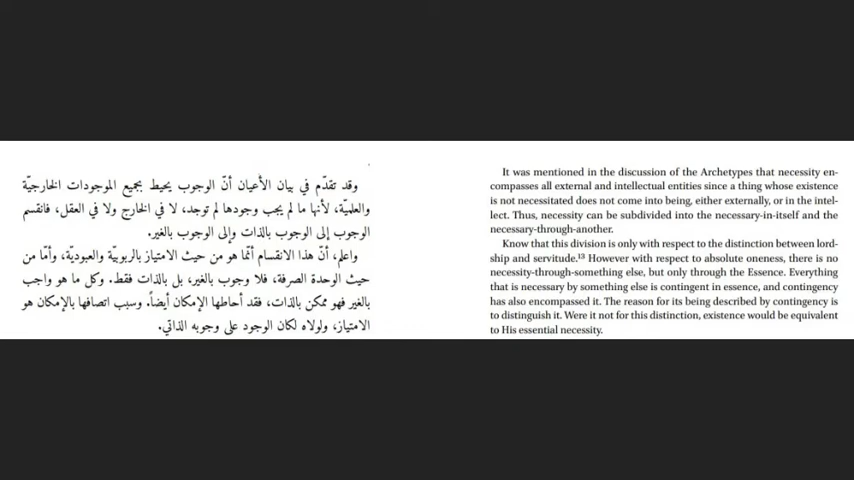 وقد تقدّم في بيان الأعيان أنّ الوجوب يحيط بجميع الموجودات الخارجيّة
والعلميّة، لأنها ما لم يجب وجودها لم توجد، لا في الخارج ولا في العقل، فانقسم
الوجوب إلى الوجوب بالذات وإلى الوجوب بالغير.
واعلم، أنّ هذا الانقسام أنّما هو من حيث الامتياز بالربوبيّة والعبوديّة، وأمّا من
حيث الوحدة الصرفة، فلا وجوب بالغير، بل بالذات فقط. وكل ما هو واجب
بالغير فهو ممكن بالذات، فقد أحاطها الإمكان أيضاً. وسبب اتصافها بالإمكان هو
الامتياز، ولولاه لكان الوجود على وجوبه الذاتي.
It was mentioned in the discussion of the Archetypes that necessity en-
compasses all external and intellectual entities since a thing whose existence
is not necessitated does not come into being, either externally, or in the intel-
lect. Thus, necessity can be subdivided into the necessary-in-itself and the
necessary-through-another.
Know that this division is only with respect to the distinction between lord-
ship and servitude.¹³ However with respect to absolute oneness, there is no
necessity-through-something else, but only through the Essence. Everything
that is necessary by something else is contingent in essence, and contingency
has also encompassed it. The reason for its being described by contingency is
to distinguish it. Were it not for this distinction, existence would be equivalent
to His essential necessity.